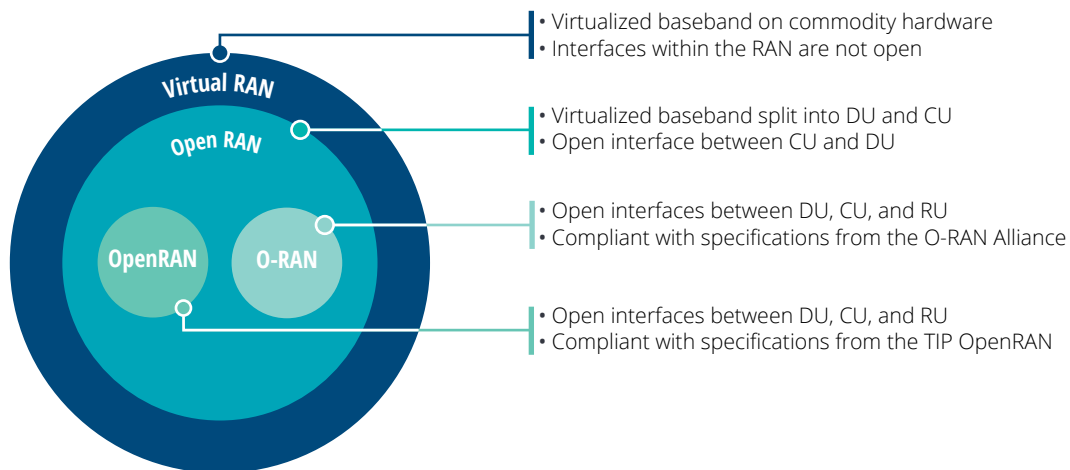 • Virtualized baseband on commodity hardware
• Interfaces within the RAN are not open
Virtual RAN
• Virtualized baseband split into DU and CU
• Open interface between CU and DU
Open RAN
• Open interfaces between DU, CU, and RU
• Compliant with specifications from the O-RAN Alliance
OpenRAN
O-RAN
• Open interfaces between DU, CU, and RU
• Compliant with specifications from the TIP OpenRAN